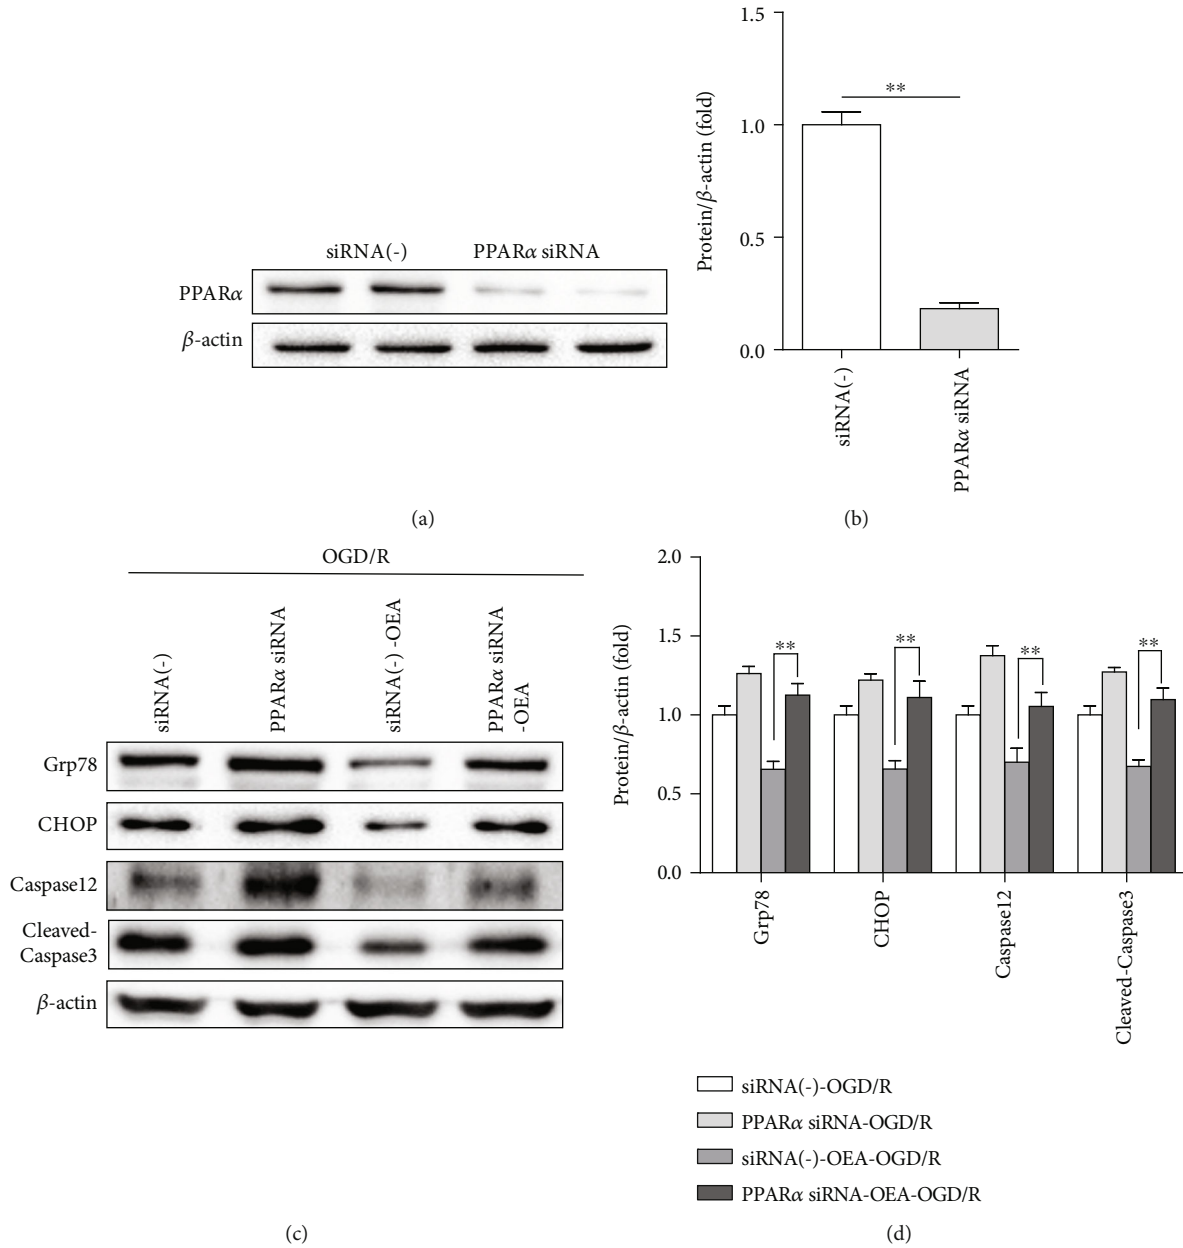 siRNA(-) PPARα siRNA
PPARα
β-actin
(a)
Protein/β-actin (fold)
1.5
1.0
0.5
0.0
**
siRNA(-)
PPARα siRNA
(b)
OGD/R
siRNA(-)
PPARα siRNA
siRNA(-) -OEA
PPARα siRNA
-OEA
Grp78
CHOP
Caspase12
Cleaved-
Caspase3
β-actin
(c)
Protein/β-actin (fold)
2.0
1.5
1.0
0.5
0.0
** ** ** **
Grp78
CHOP
Caspase12
Cleaved-Caspase3
siRNA(-)-OGD/R
PPARα siRNA-OGD/R
siRNA(-)-OEA-OGD/R
PPARα siRNA-OEA-OGD/R
(d)